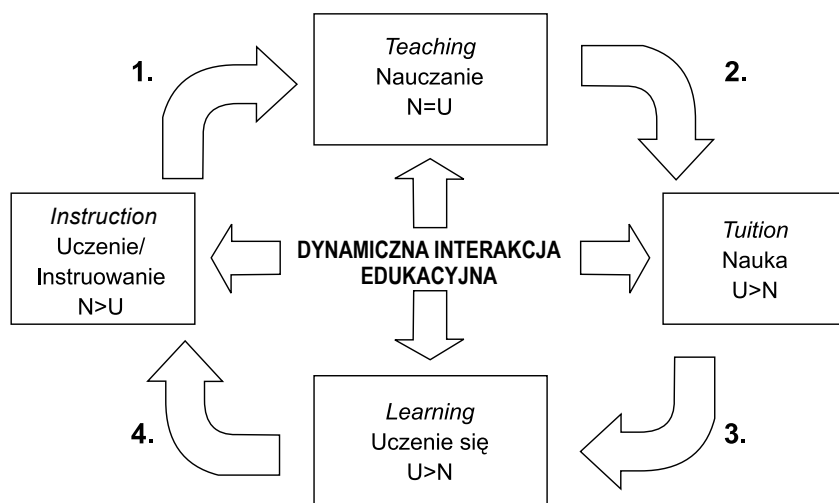 1.
Teaching
Nauczanie
N=U
2.
Instruction
Uczenie/
Instruowanie
N>U
DYNAMICZNA INTERAKCJA
EDUKACYJNA
Tuition
Nauka
U>N
4.
Learning
Uczenie się
U>N
3.